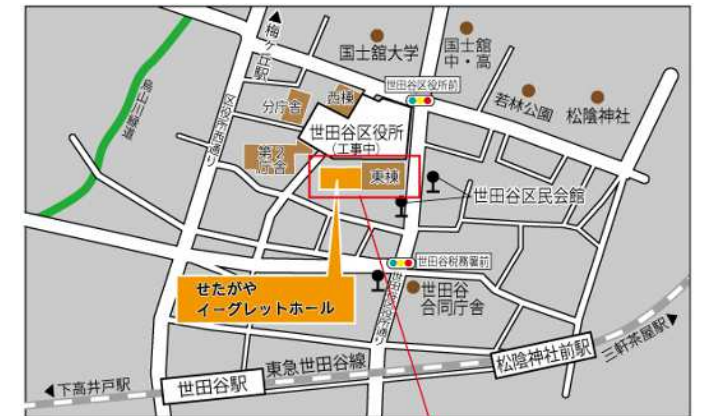 梅ヶ丘駅
国士舘大学
国士舘
中・高
烏山川緑道
世田谷区役所前
西棟
分庁舎
若林公園
松陰神社
区役所西通り
世田谷区役所
(工事中)
第2
庁舎
東棟
世田谷区民会館
世田谷税務署前
せたがや
イーグレットホール
世田谷区役所通り
世田谷
合同庁舎
東急世田谷線
松陰神社前駅
三軒茶屋駅
下高井戸駅
世田谷駅